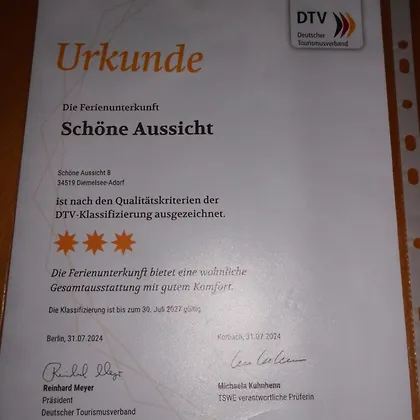 DTV
Deutscher
Tourismusverband
Urkunde
Die Ferienunterkunft
Schöne Aussicht
Schöne Aussicht 8
34519 Diemelsee-Adorf
ist nach den Qualitätskriterien der
DTV-Klassifizierung ausgezeichnet.
Die Ferienunterkunft bietet eine wohnliche
Gesamtausstattung mit gutem Komfort.
Die Klassifizierung ist bis zum 30. Juli 2027 gültig
Berlin, 31.07.2024
Korbach, 31.07.2024
Reinhard Meyer
Präsident
Deutscher Tourismusverband
Michaela Kuhnhenn
TSWE verantwortliche Prüferin